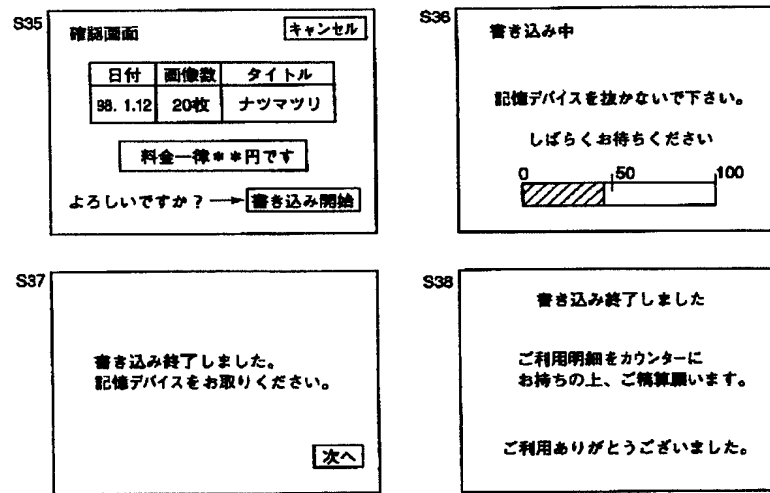 S35
確認画面
キャンセル
日付 画像数 タイトル
98. 1.12 20枚 ナツマツリ
料金一律**円です
よろしいですか? → 書き込み開始
S36
書き込み中
記憶デバイスを抜かないで下さい。
しばらくお待ちください
0 50 100
S37
書き込み終了しました。
記憶デバイスをお取りください。
次へ
S38
書き込み終了しました
ご利用明細をカウンターに
お持ちの上、ご精算願います。
ご利用ありがとうございました。